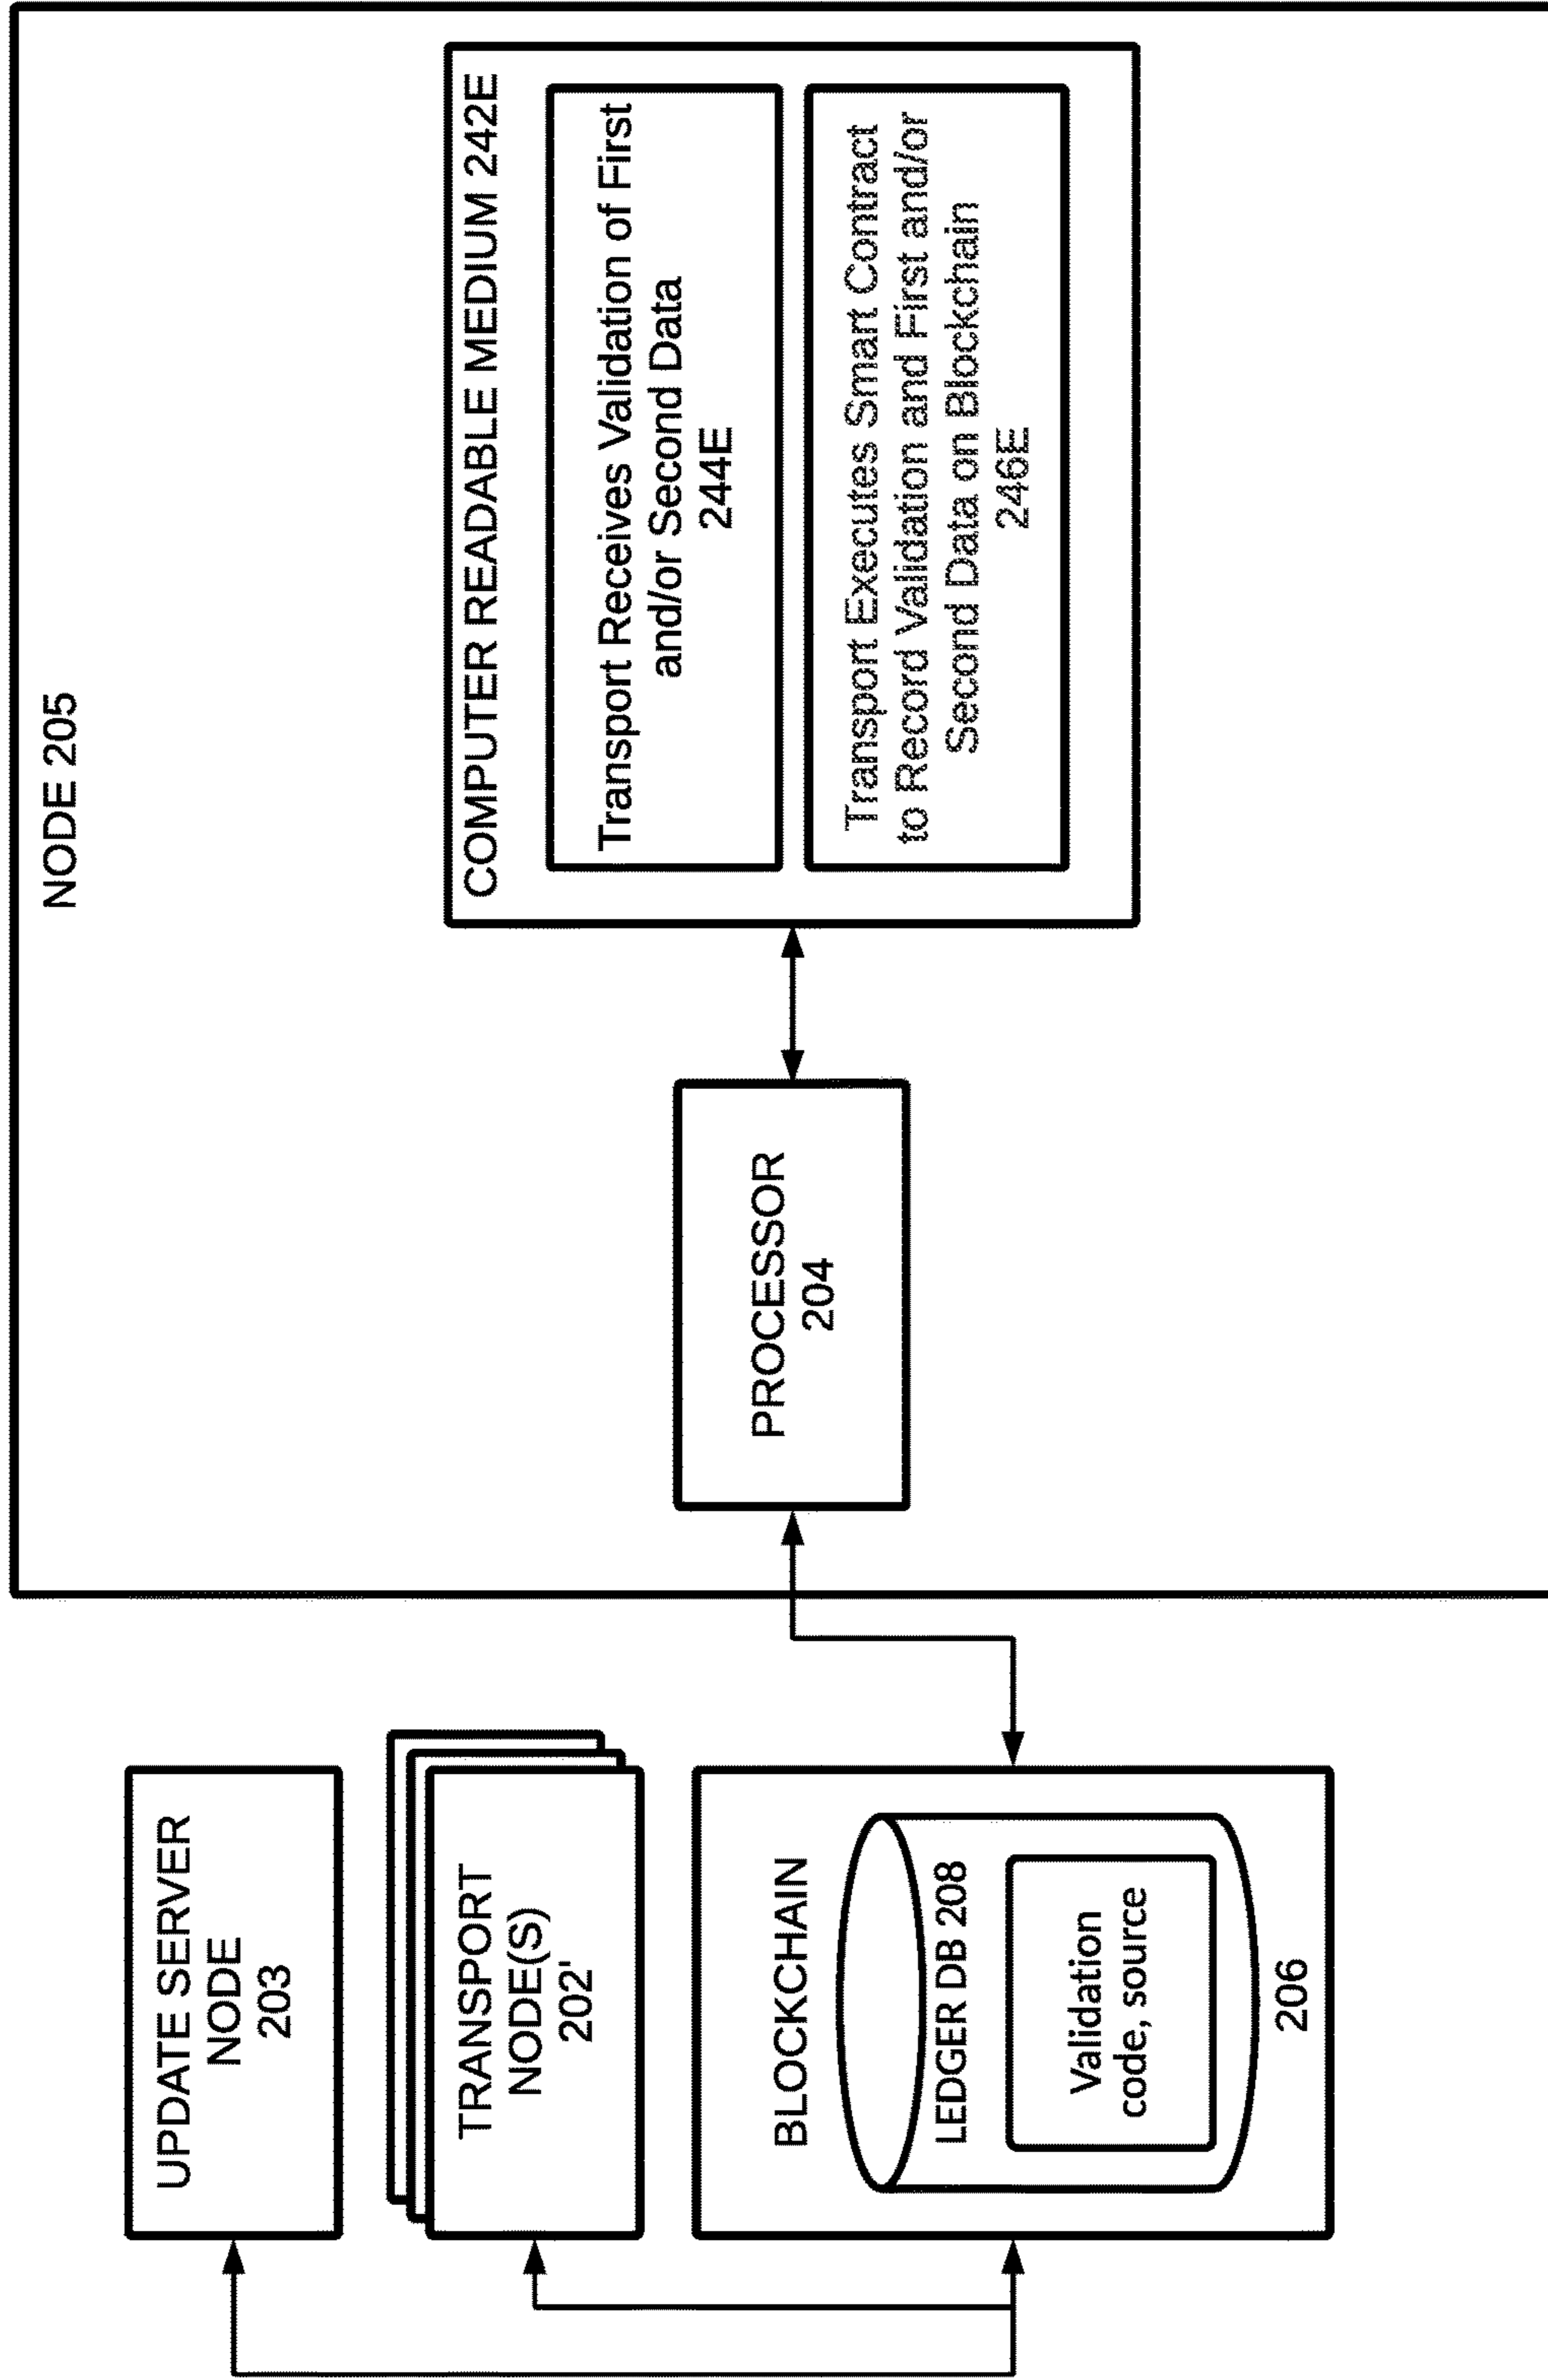 UPDATE SERVER
NODE
203
TRANSPORT
NODE(S)
202'
BLOCKCHAIN
LEDGER DB 208
Validation
code, source
206
NODE 205
PROCESSOR
204
COMPUTER READABLE MEDIUM 242E
Transport Receives Validation of First
and/or Second Data
244E
Transport Executes Smart Contract
to Record Validation and First and/or
Second Data on Blockchain
246E